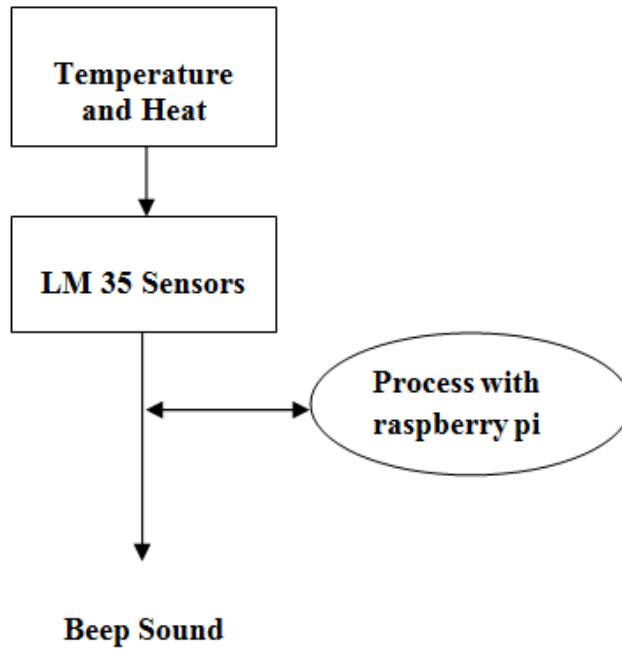 Temperature
and Heat
LM 35 Sensors
Process with
raspberry pi
Beep Sound